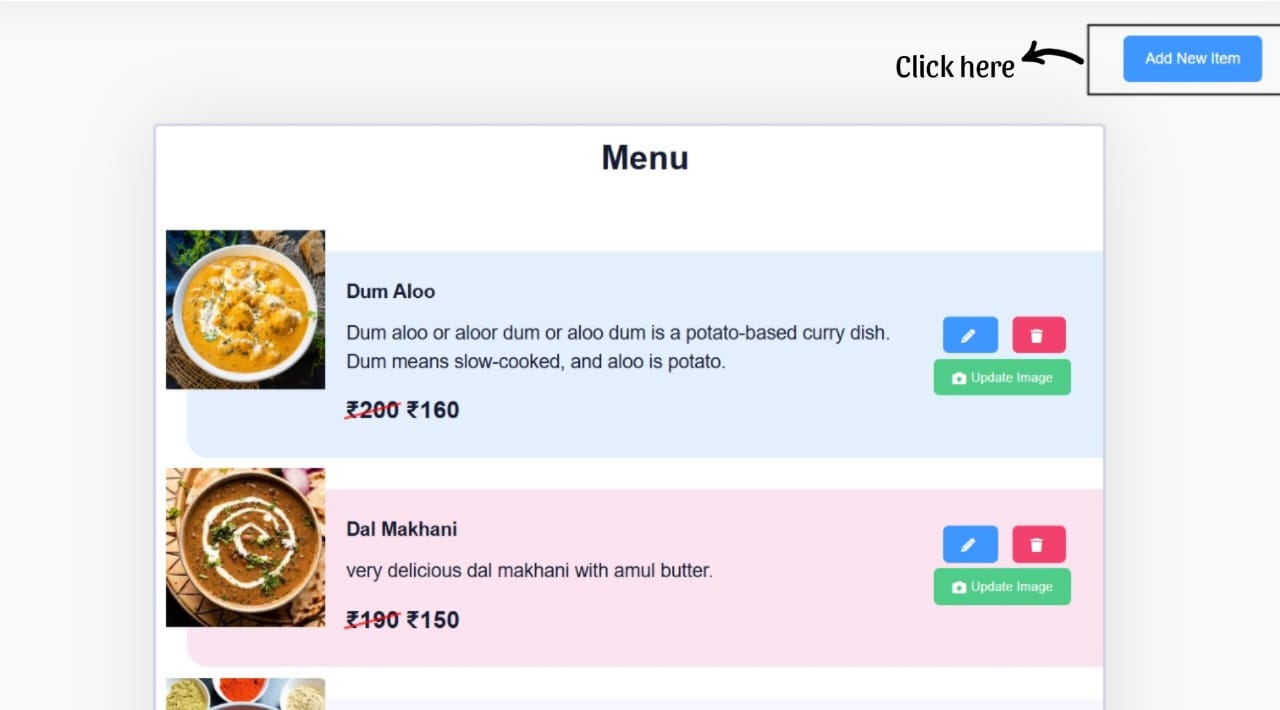 Click here
Add New Item
Menu
Dum Aloo
Dum aloo or aloor dum or aloo dum is a potato-based curry dish.
Dum means slow-cooked, and aloo is potato.
Update Image
₹200 ₹160
Dal Makhani
very delicious dal makhani with amul butter.
Update Image
₹190 ₹150